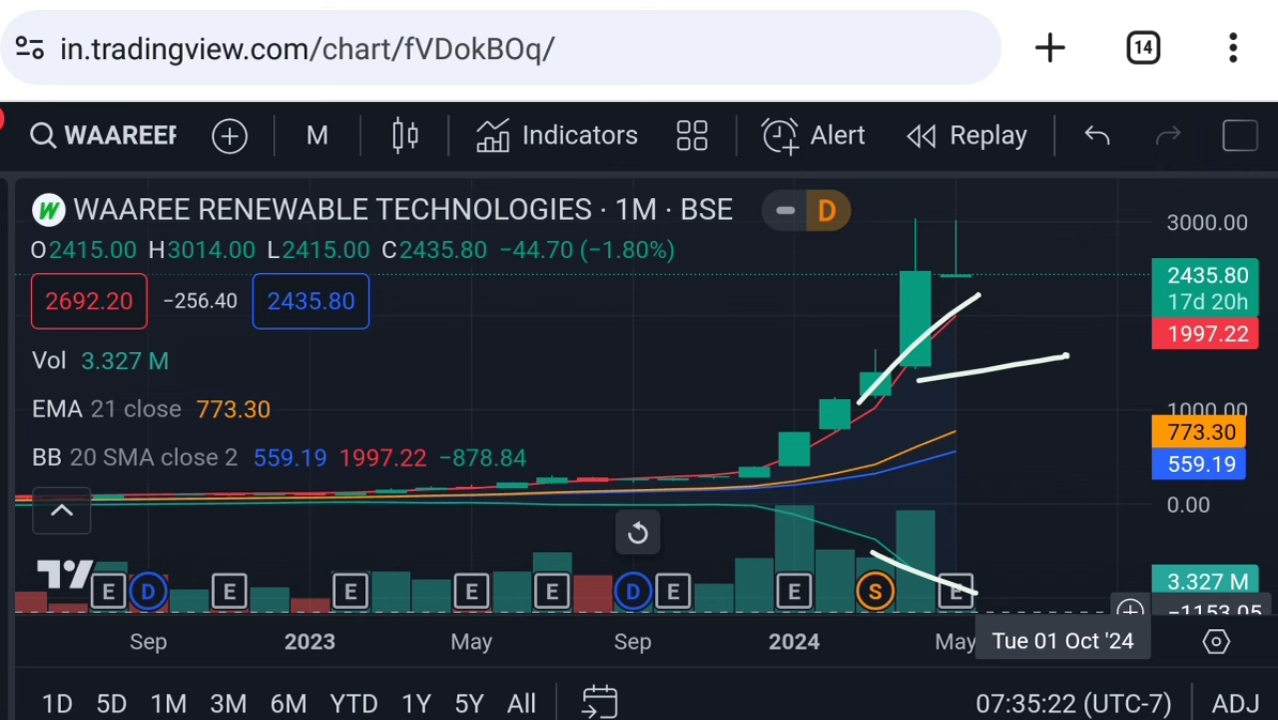 in.tradingview.com/chart/fVDokBOq/ 14
WAAREEF M Indicators Alert Replay
WAAREE RENEWABLE TECHNOLOGIES · 1M · BSE D
O2415.00 H3014.00 L2415.00 C2435.80 −44.70 (−1.80%)
2692.20 −256.40 2435.80
Vol 3.327 M
EMA 21 close 773.30
BB 20 SMA close 2 559.19 1997.22 −878.84
3000.00
2435.80
17d 20h
1997.22
1000.00
773.30
559.19
0.00
3.327 M
−1153.05
E D E E E E D E E S E
Sep 2023 May Sep 2024 May Tue 01 Oct '24
1D 5D 1M 3M 6M YTD 1Y 5Y All 07:35:22 (UTC-7) ADJ